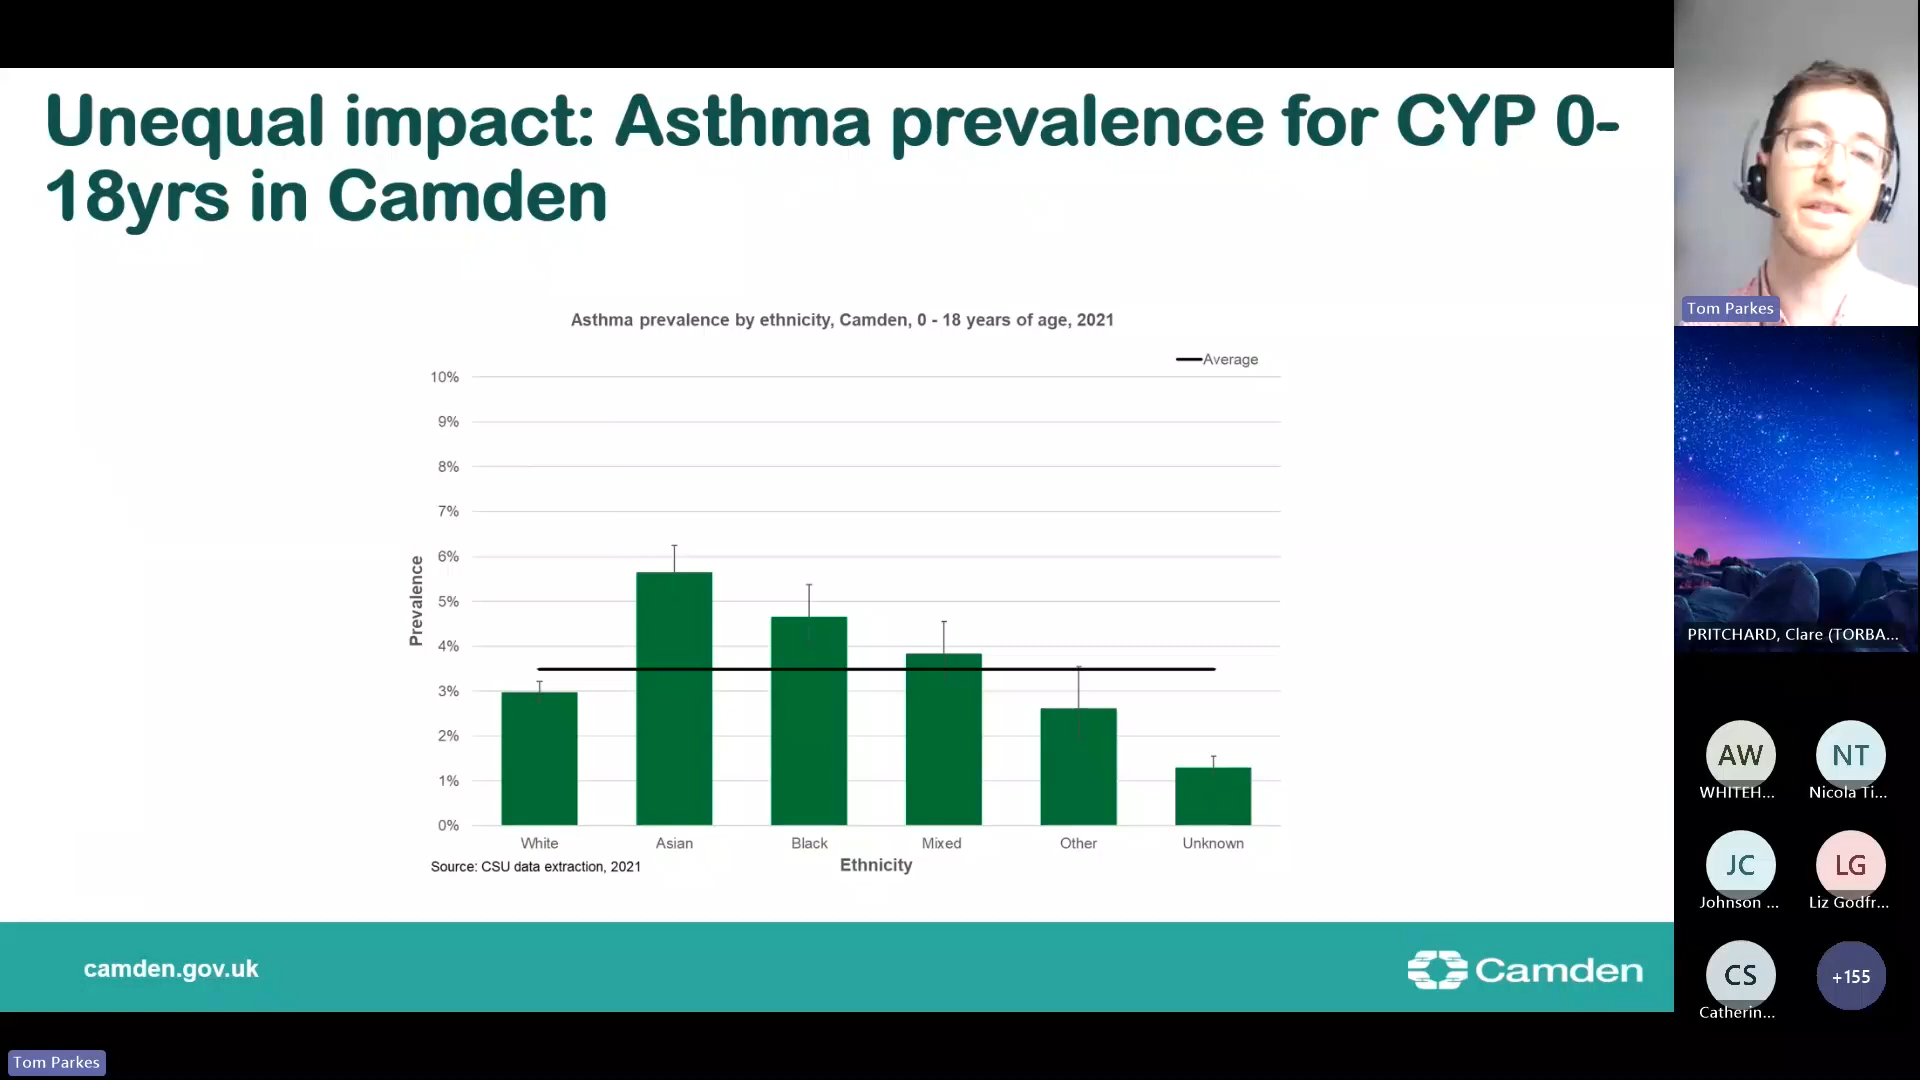 Unequal impact: Asthma prevalence for CYP 0-
18yrs in Camden
Asthma prevalence by ethnicity, Camden, 0 - 18 years of age, 2021
Average
10%
9%
8%
7%
6%
5%
4%
3%
2%
1%
0%
Prevalence
White
Asian
Black
Mixed
Other
Unknown
Source: CSU data extraction, 2021
Ethnicity
camden.gov.uk
Camden
Tom Parkes
PRITCHARD, Clare (TORBA...
AW
NT
WHITEH...
Nicola Ti...
JC
LG
Johnson ...
Liz Godfr...
CS
+155
Catherin...
Tom Parkes